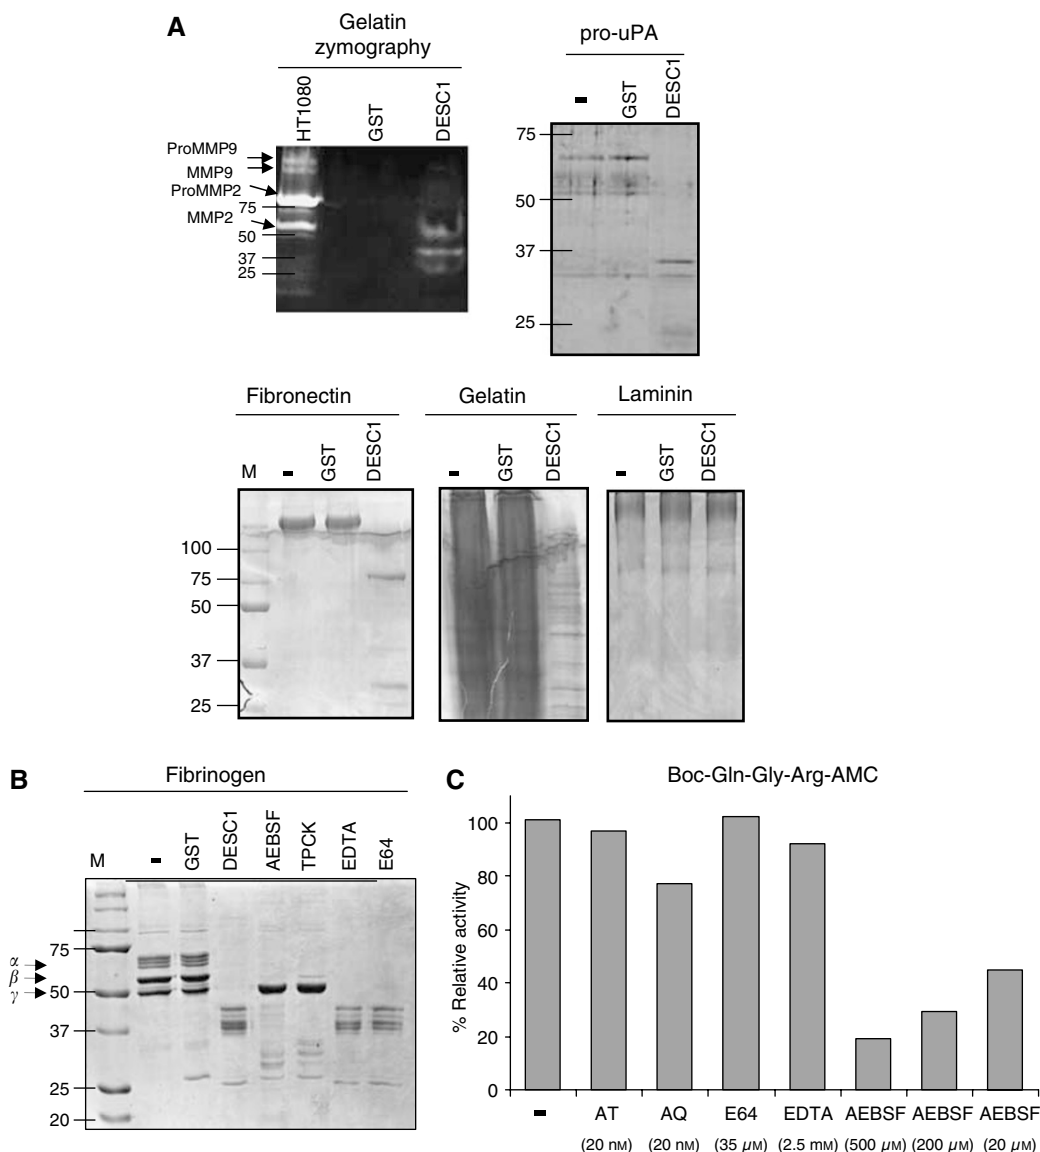 A
Gelatin
zymography
HT1080
GST
DESC1
ProMMP9
MMP9
ProMMP2
75
MMP2
50
37
25
pro-uPA
-
GST
DESC1
75
50
37
25
Fibronectin
M
-
GST
DESC1
100
75
50
37
25
Gelatin
-
GST
DESC1
Laminin
-
GST
DESC1
B
Fibrinogen
M
-
GST
DESC1
AEBSF
TPCK
EDTA
E64
75
α
β
γ
50
37
25
20
C
Boc-Gln-Gly-Arg-AMC
% Relative activity
100
80
60
40
20
0
- AT AQ E64 EDTA AEBSF AEBSF AEBSF
(20 nM) (20 nM) (35 μM) (2.5 mM) (500 μM) (200 μM) (20 μM)